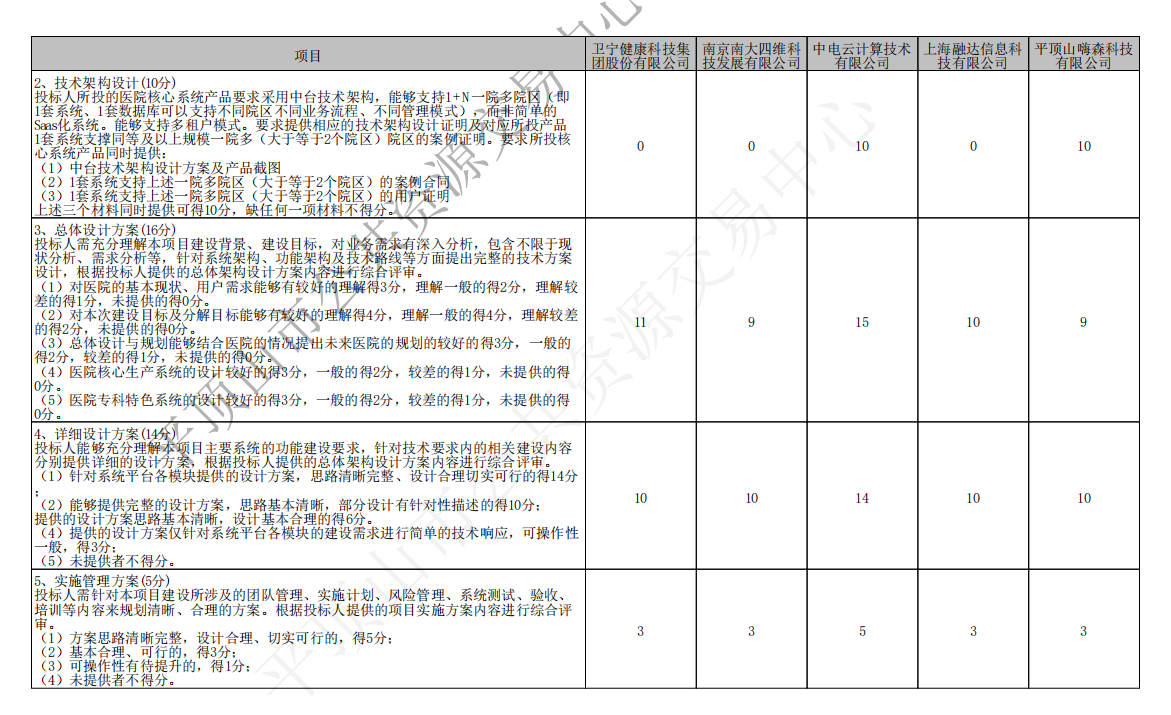 项目
卫宁健康科技集
团股份有限公司
南京南大四维科
技发展有限公司
中电云计算技术
有限公司
上海融达信息科
技有限公司
平顶山嗨森科技
有限公司
2、技术架构设计(10分)
投标人所投的医院核心系统产品要求采用中台技术架构，能够支持1+N一院多院区（即
1套系统、1套数据库可以支持不同院区不同业务流程、不同管理模式），而非简单的
Saas化系统。能够支持多租户模式。要求提供相应的技术架构设计证明及对应所投产品
1套系统支撑同等及以上规模一院多（大于等于2个院区）院区的案例证明。要求所投核
心系统产品同时提供：
（1）中台技术架构设计方案及产品截图
（2）1套系统支持上述一院多院区（大于等于2个院区）的案例合同
（3）1套系统支持上述一院多院区（大于等于2个院区）的用户证明
上述三个材料同时提供可得10分，缺任何一项材料不得分。
0 0 10 0 10
3、总体设计方案(16分)
投标人需充分理解本项目建设背景、建设目标，对业务需求有深入分析，包含不限于现
状分析、需求分析等，针对系统架构、功能架构及技术路线等方面提出完整的技术方案
设计，根据投标人提供的总体架构设计方案内容进行综合评审。
（1）对医院的基本现状、用户需求能够有较好的理解得3分，理解一般的得2分，理解较
差的得1分，未提供的得0分。
（2）对本次建设目标及分解目标能够有较好的理解得4分，理解一般的得4分，理解较差
的得2分，未提供的得0分。
（3）总体设计与规划能够结合医院的情况提出未来医院的规划的较好的得3分，一般的
得2分，较差的得1分，未提供的得0分。
（4）医院核心生产系统的设计较好的得3分，一般的得2分，较差的得1分，未提供的得
0分。
（5）医院专科特色系统的设计较好的得3分，一般的得2分，较差的得1分，未提供的得
0分。
11 9 15 10 9
4、详细设计方案(14分)
投标人能够充分理解本项目主要系统的功能建设要求，针对技术要求内的相关建设内容
分别提供详细的设计方案，根据投标人提供的总体架构设计方案内容进行综合评审。
（1）针对系统平台各模块提供的设计方案，思路清晰完整、设计合理切实可行的得14分
；
（2）能够提供完整的设计方案，思路基本清晰，部分设计有针对性描述的得10分；
提供的设计方案思路基本清晰，设计基本合理的得6分。
（4）提供的设计方案仅针对系统平台各模块的建设需求进行简单的技术响应，可操作性
一般，得3分；
（5）未提供者不得分。
10 10 14 10 10
5、实施管理方案(5分)
投标人需针对本项目建设所涉及的团队管理、实施计划、风险管理、系统测试、验收、
培训等内容来规划清晰、合理的方案。根据投标人提供的项目实施方案内容进行综合评
审。
（1）方案思路清晰完整，设计合理、切实可行的，得5分；
（2）基本合理、可行的，得3分；
（3）可操作性有待提升的，得1分；
（4）未提供者不得分。
3 3 5 3 3
平顶山市公共资源交易中心
平顶山市公共资源交易中心